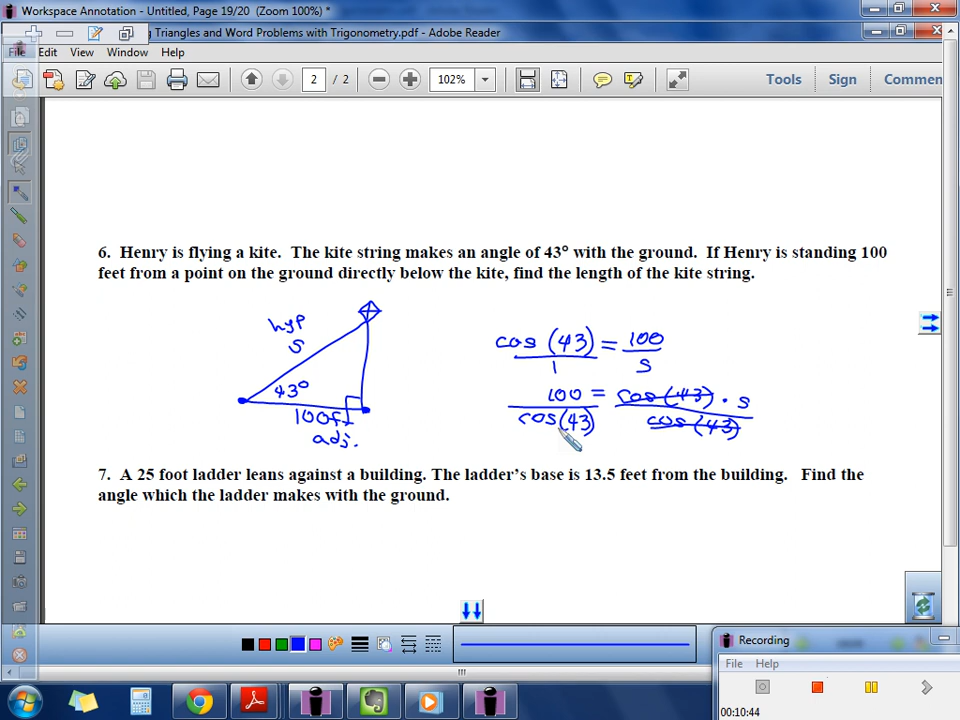 Workspace Annotation - Untitled, Page 19/20 (Zoom 100%) *
Triangles and Word Problems with Trigonometry.pdf - Adobe Reader
File Edit View Window Help
2 / 2 102% Tools Sign Commen
6. Henry is flying a kite. The kite string makes an angle of 43° with the ground. If Henry is standing 100
feet from a point on the ground directly below the kite, find the length of the kite string.
hyp
s
43°
100ft
adj.
cos (43) = 100
1 s
100 = cos (43) · s
cos(43) cos (43)
7. A 25 foot ladder leans against a building. The ladder's base is 13.5 feet from the building. Find the
angle which the ladder makes with the ground.
Recording
File Help
00:10:44